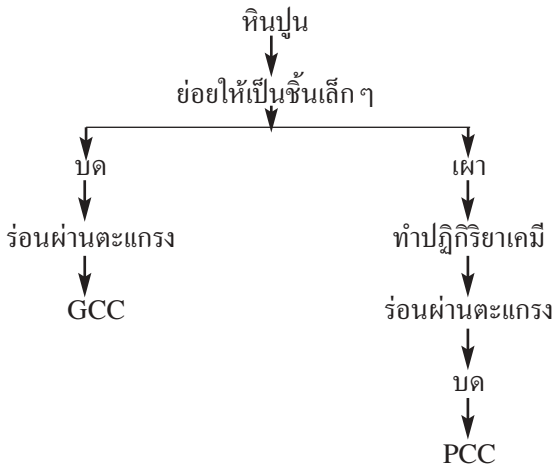 หินปูน
ย่อยให้เป็นชิ้นเล็ก ๆ
บด
ร่อนผ่านตะแกรง
GCC
เผา
ทำปฏิกิริยาเคมี
ร่อนผ่านตะแกรง
บด
PCC